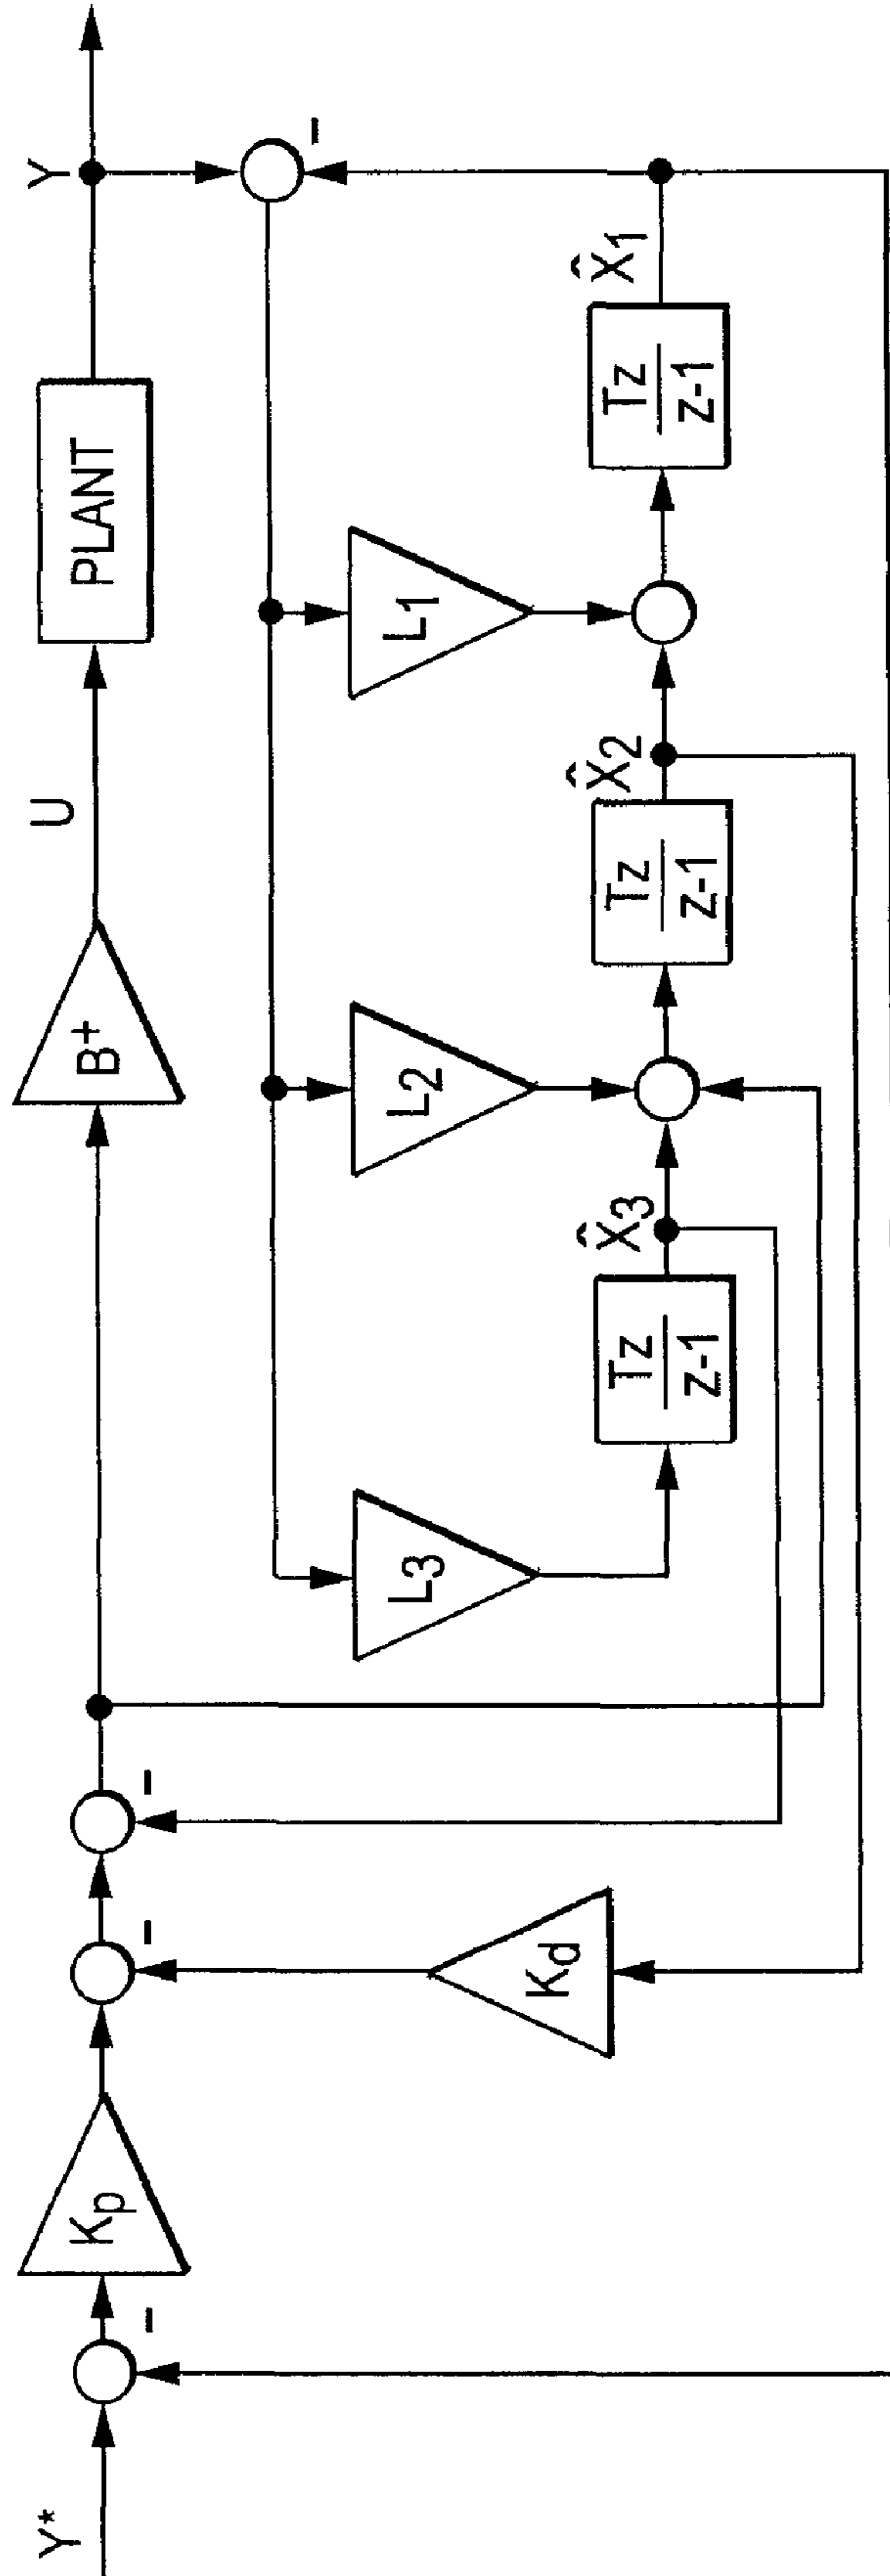 Y*
Kp
-
Kd
-
-
B+
U
PLANT
Y
-
L3
L2
L1
Tz
z-1
X̂3
Tz
z-1
X̂2
Tz
z-1
X̂1